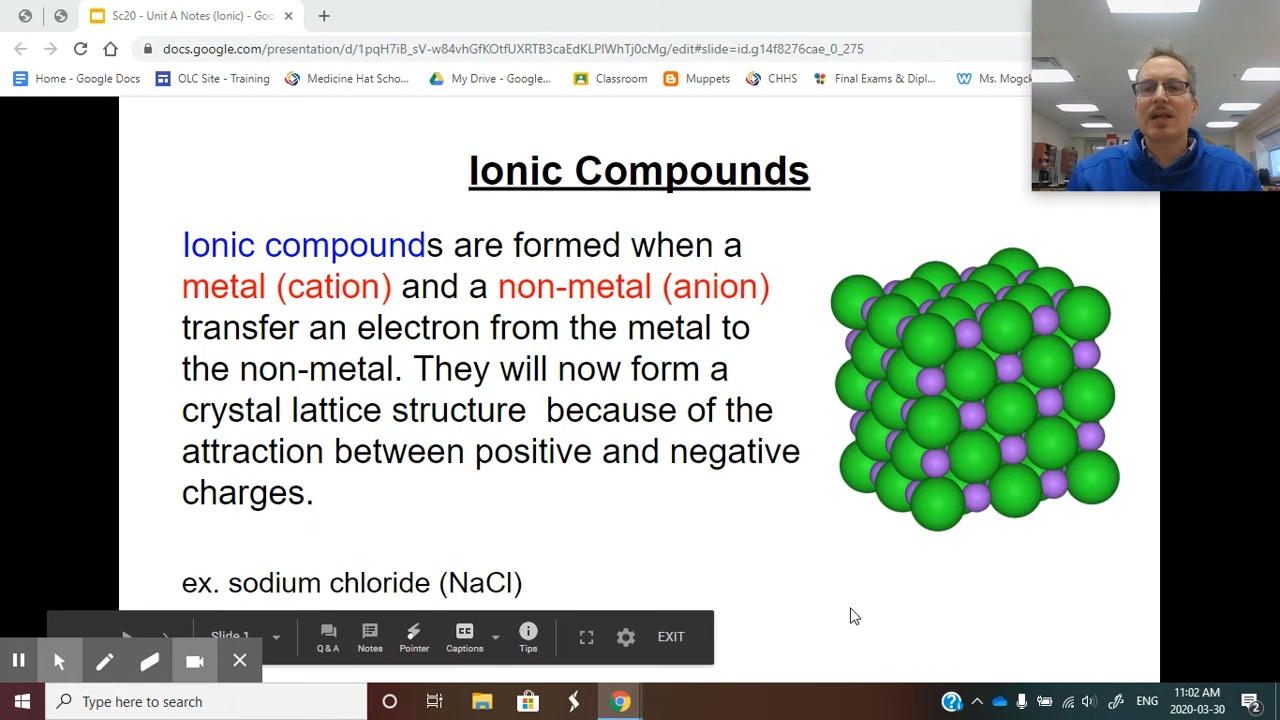 Sc20 - Unit A Notes (Ionic) - Goo
docs.google.com/presentation/d/1pqH7iB_sV-w84vhGfKOtfUXRTB3caEdKLPlWhTj0cMg/edit#slide=id.g14f8276cae_0_275
Home - Google Docs
OLC Site - Training
Medicine Hat Scho...
My Drive - Google...
Classroom
Muppets
CHHS
Final Exams & Dipl...
Ms. Mogck
Ionic Compounds
Ionic compounds are formed when a
metal (cation) and a non-metal (anion)
transfer an electron from the metal to
the non-metal. They will now form a
crystal lattice structure because of the
attraction between positive and negative
charges.
ex. sodium chloride (NaCl)
Slide 1
Q & A
Notes
Pointer
Captions
Tips
EXIT
Type here to search
ENG
11:02 AM
2020-03-30
2